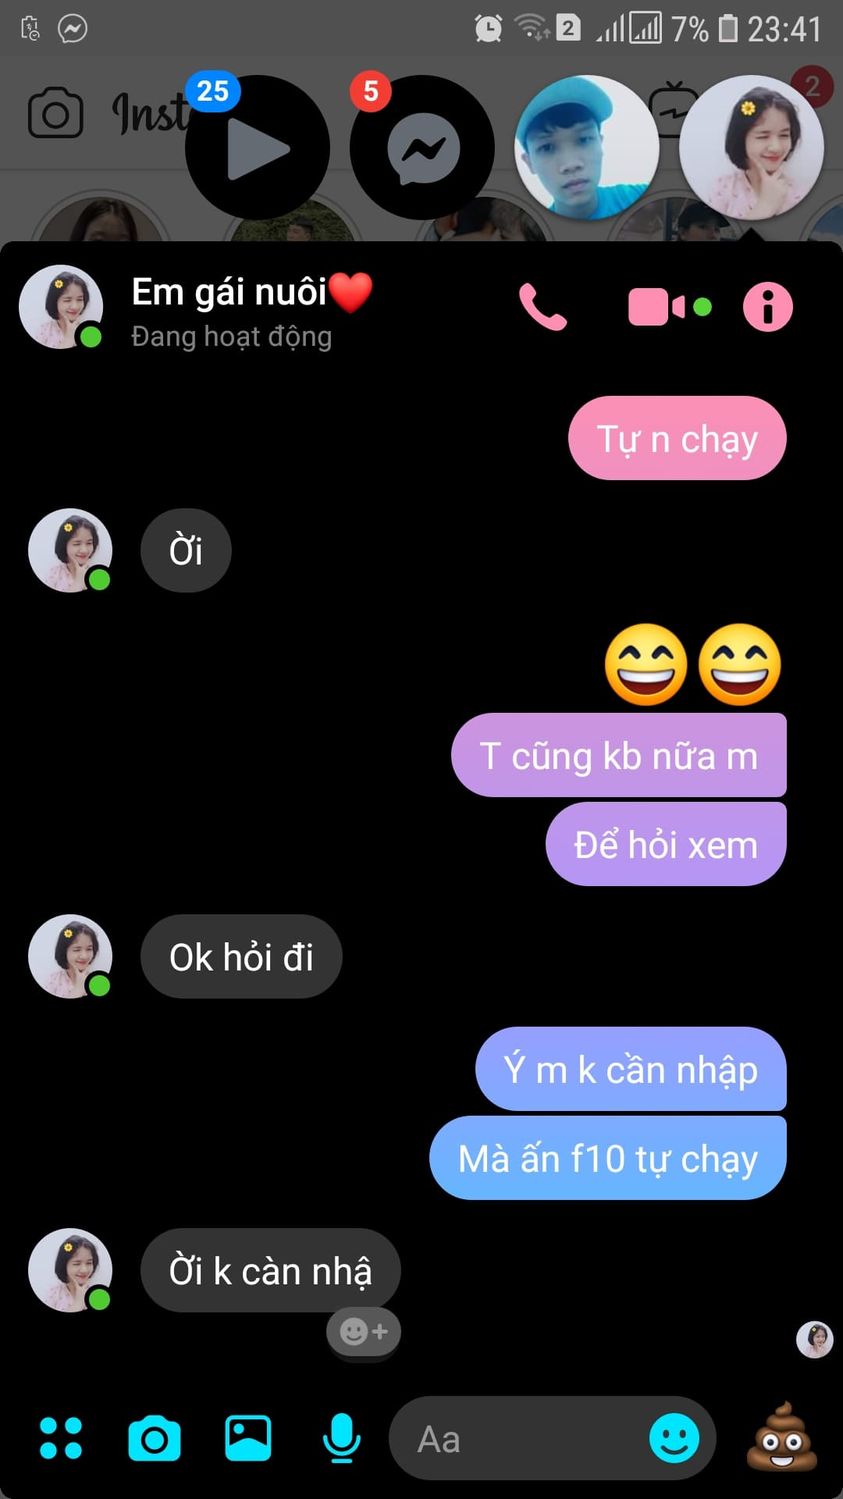 2 7% 23:41
Inst
25
5
2
Em gái nuôi
Đang hoạt động
Tự n chạy
Ời
T cũng kb nữa m
Để hỏi xem
Ok hỏi đi
Ý m k cần nhập
Mà ấn f10 tự chạy
Ời k càn nhậ
Aa